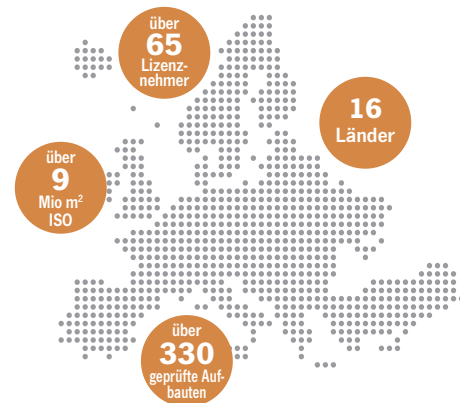 über
65
Lizenz-
nehmer
16
Länder
über
9
Mio m²
ISO
über
330
geprüfte Auf-
bauten